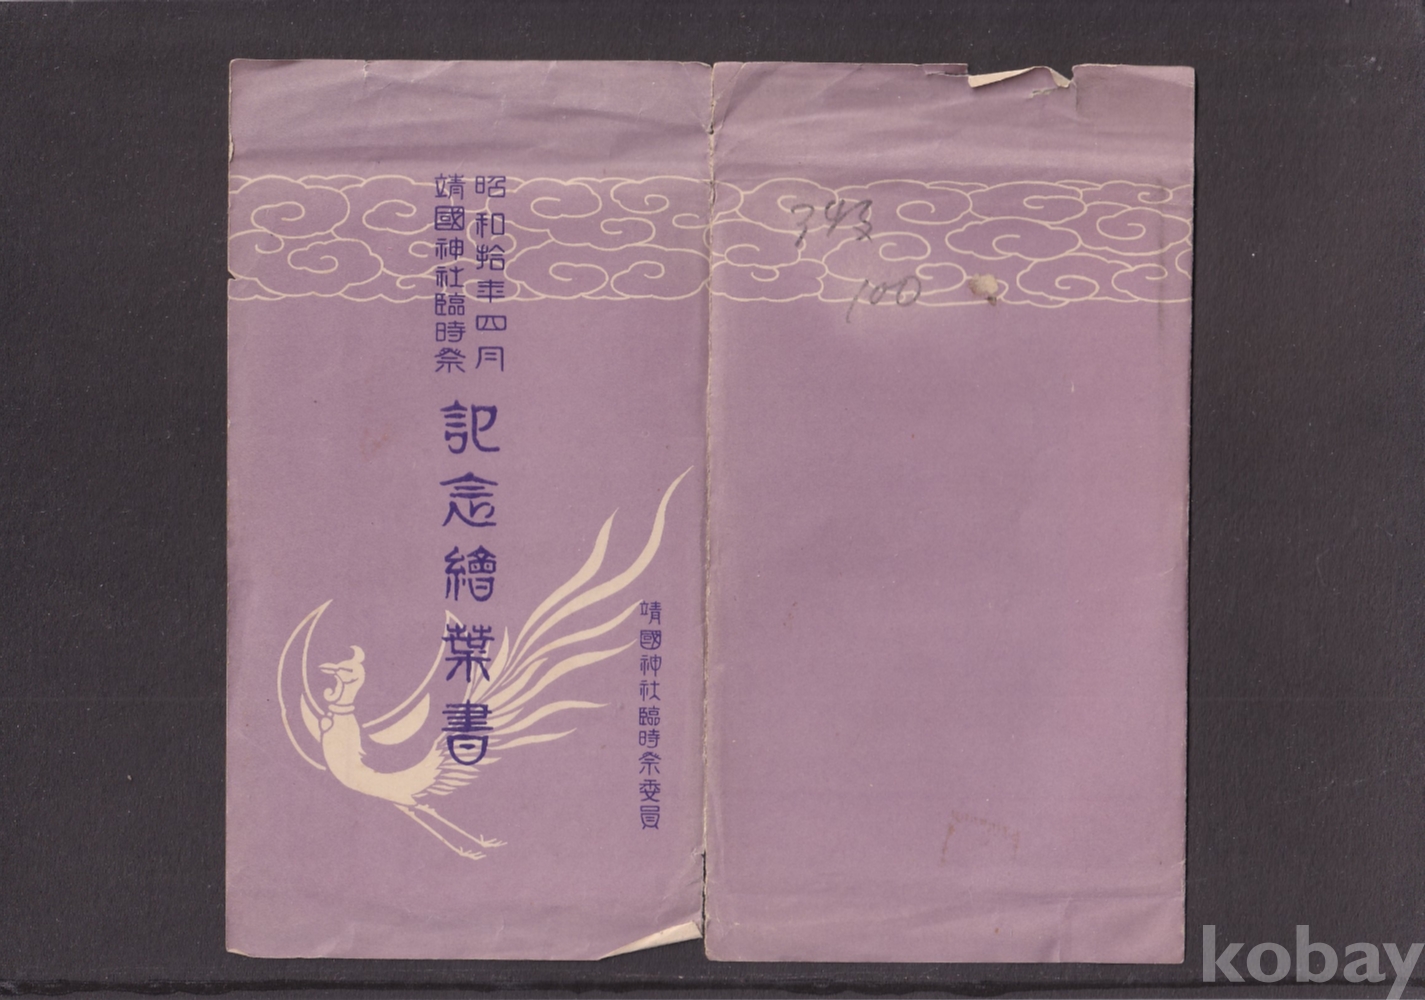 昭和拾年四月
靖國神社臨時祭
記念繪葉書
靖國神社臨時祭委員
343
100
kobay